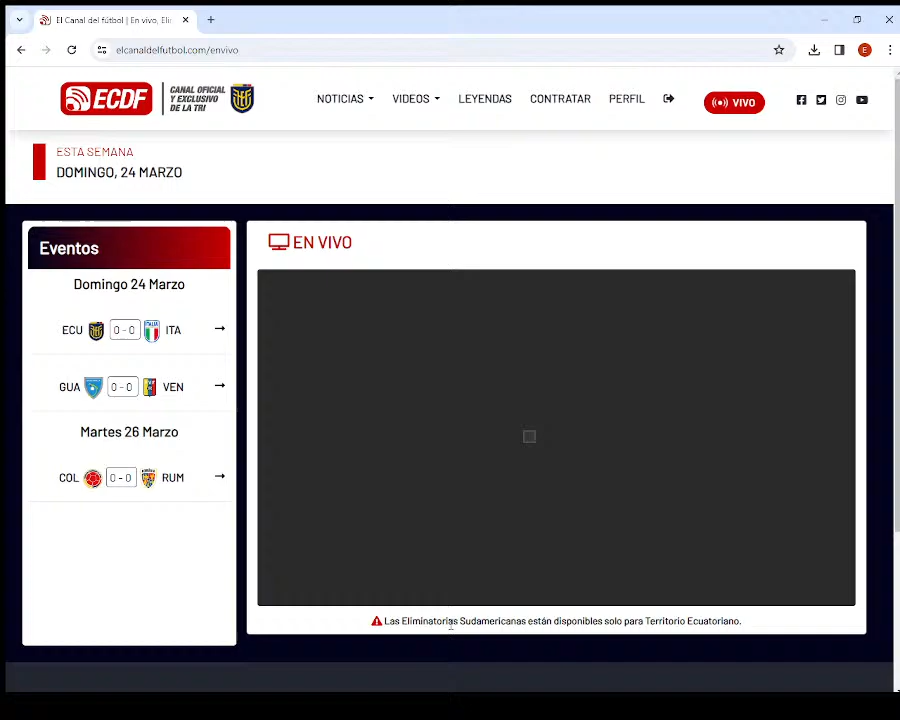 El Canal del fútbol | En vivo, Eli
elcanaldelfutbol.com/envivo
E
ECDF
CANAL OFICIAL
Y EXCLUSIVO
DE LA TRI
NOTICIAS
VIDEOS
LEYENDAS
CONTRATAR
PERFIL
VIVO
ESTA SEMANA
DOMINGO, 24 MARZO
Eventos
Domingo 24 Marzo
ECU 0 - 0 ITA
GUA 0 - 0 VEN
Martes 26 Marzo
COL 0 - 0 RUM
EN VIVO
Las Eliminatorias Sudamericanas están disponibles solo para Territorio Ecuatoriano.